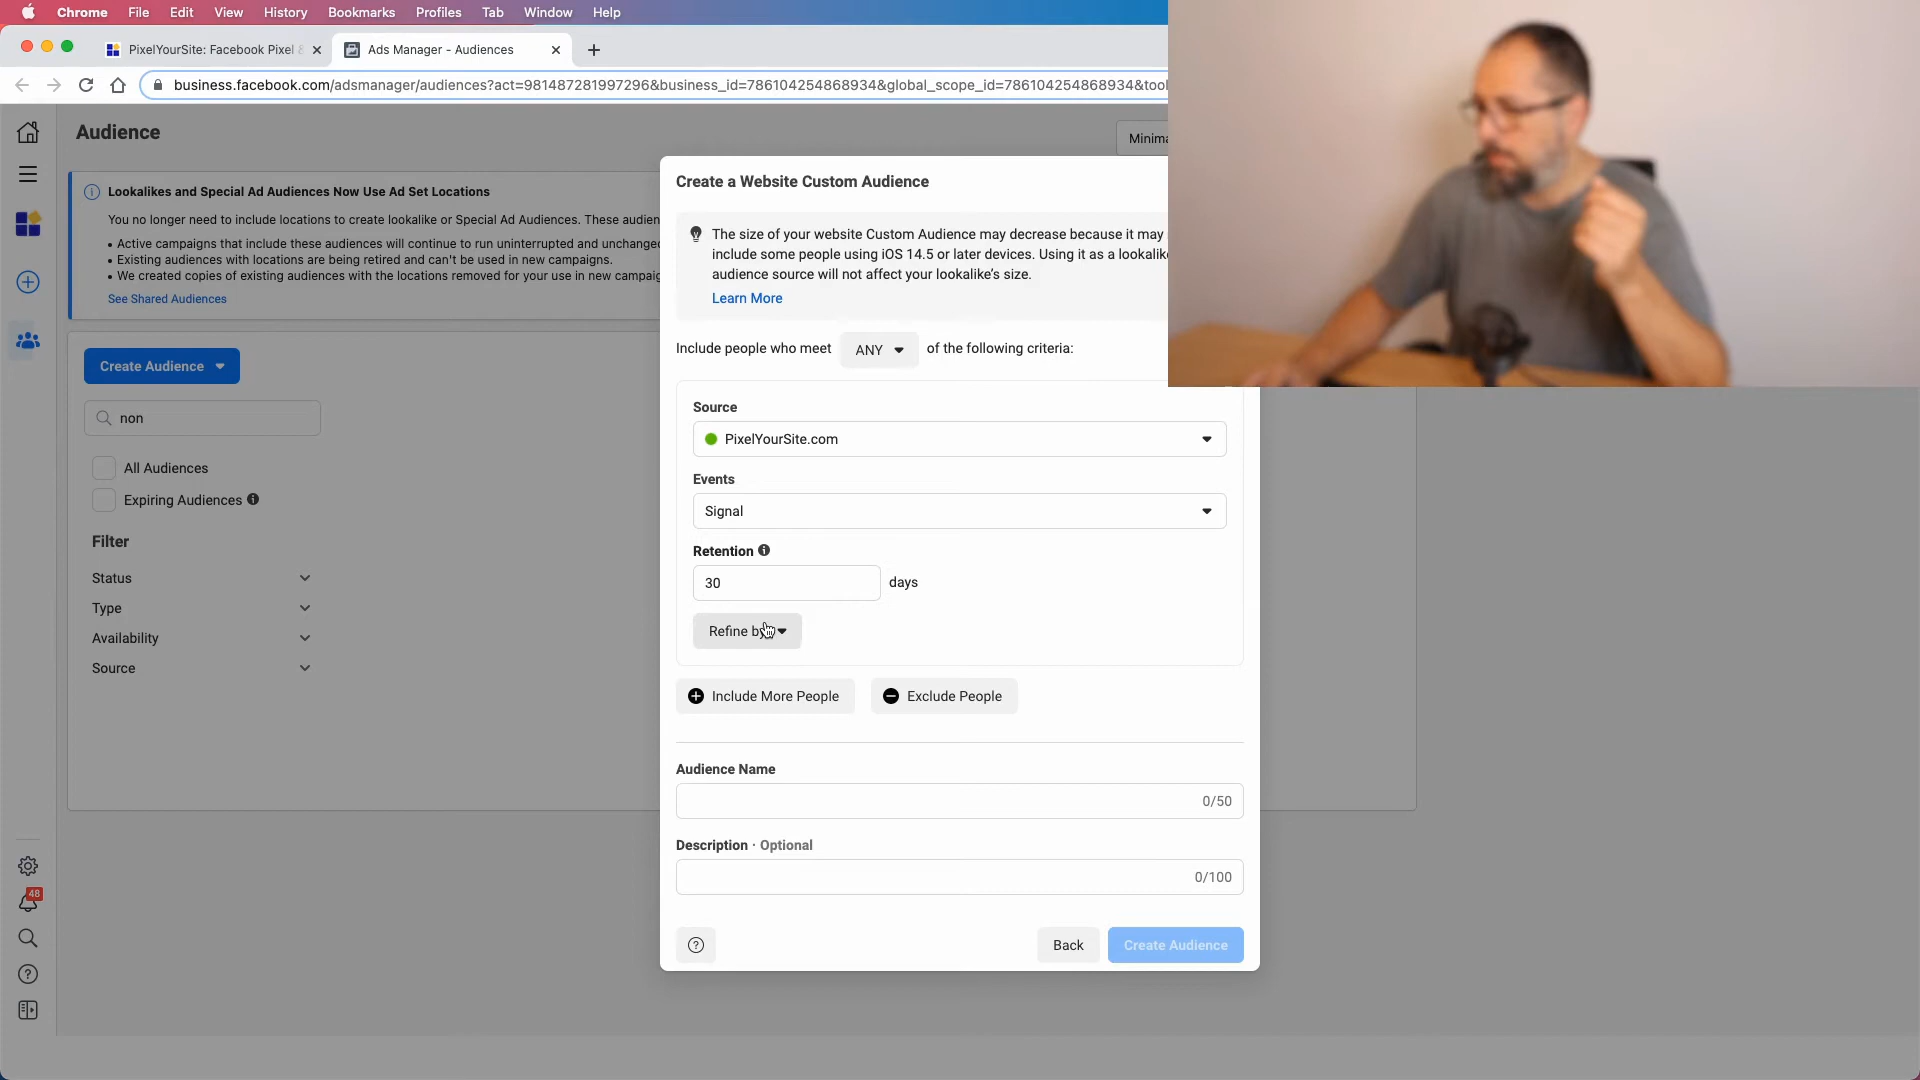 Chrome File Edit View History Bookmarks Profiles Tab Window Help
PixelYourSite: Facebook Pixel
Ads Manager - Audiences
business.facebook.com/adsmanager/audiences?act=981487281997296&business_id=786104254868934&global_scope_id=786104254868934&tool
Audience
Minima
Lookalikes and Special Ad Audiences Now Use Ad Set Locations
You no longer need to include locations to create lookalike or Special Ad Audiences. These audien
• Active campaigns that include these audiences will continue to run uninterrupted and unchanged
• Existing audiences with locations are being retired and can't be used in new campaigns.
• We created copies of existing audiences with the locations removed for your use in new campaig
See Shared Audiences
Create Audience
non
All Audiences
Expiring Audiences
Filter
Status
Type
Availability
Source
48
Create a Website Custom Audience
The size of your website Custom Audience may decrease because it may
include some people using iOS 14.5 or later devices. Using it as a lookalike
audience source will not affect your lookalike's size.
Learn More
Include people who meet ANY of the following criteria:
Source
PixelYourSite.com
Events
Signal
Retention
30 days
Refine by
Include More People Exclude People
Audience Name
0/50
Description · Optional
0/100
Back Create Audience